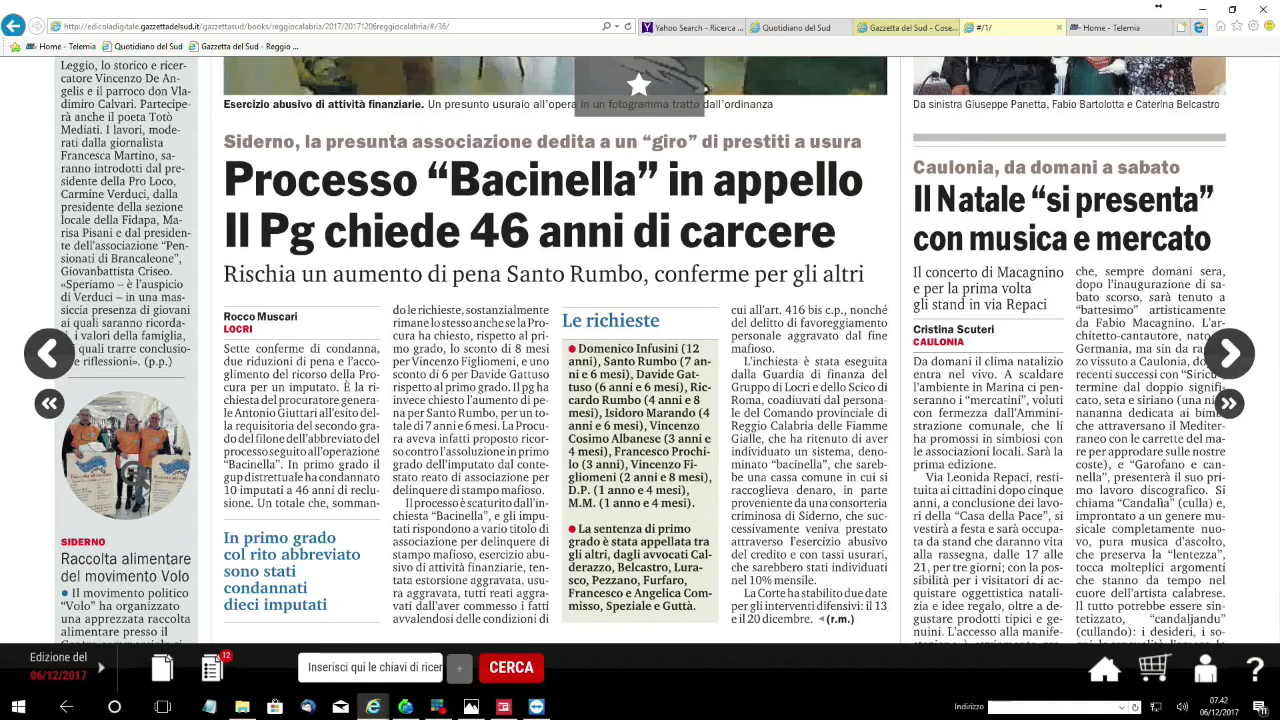 http://edicoladigitale.gazzettadelsud.it/gazzettasud/books/reggiocalabria/2017/20171206reggiocalabria/#/36/
Yahoo Search - Ricerca ...
Quotidiano del Sud
Gazzetta del Sud - Cose...
#/1/
Home - Telemia
Home - Telemia
Quotidiano del Sud
Gazzetta del Sud - Reggio ...
Leggio, lo storico e ricer-
catore Vincenzo De An-
gelis e il parroco don Vla-
dimiro Calvari. Partecipe-
rà anche il poeta Totò
Mediati. I lavori, mode-
rati dalla giornalista
Francesca Martino, sa-
ranno introdotti dal pre-
sidente della Pro Loco,
Carmine Verduci, dalla
presidente della sezione
locale della Fidapa, Ma-
risa Pisani e dal presiden-
te dell'associazione "Pen-
sionati di Brancaleone",
Giovanbattista Criseo.
«Speriamo – è l'auspicio
di Verduci – in una mas-
siccia presenza di giovani
ai quali saranno ricorda-
i valori della famiglia,
quali trarre conclusio-
e riflessioni». (p.p.)
SIDERNO
Raccolta alimentare
del movimento Volo
● Il movimento politico
"Volo" ha organizzato
una apprezzata raccolta
alimentare presso il
Esercizio abusivo di attività finanziarie. Un presunto usuraio all'opera in un fotogramma tratto dall'ordinanza
Siderno, la presunta associazione dedita a un "giro" di prestiti a usura
Processo "Bacinella" in appello
Il Pg chiede 46 anni di carcere
Rischia un aumento di pena Santo Rumbo, conferme per gli altri
Rocco Muscari
LOCRI
Sette conferme di condanna,
due riduzioni di pena e l'acco-
glimento del ricorso della Pro-
cura per un imputato. È la ri-
chiesta del procuratore genera-
le Antonio Giuttari all'esito del-
la requisitoria del secondo gra-
do del filone dell'abbreviato del
processo seguito all'operazione
"Bacinella". In primo grado il
gup distrettuale ha condannato
10 imputati a 46 anni di reclu-
sione. Un totale che, somman-
In primo grado
col rito abbreviato
sono stati
condannati
dieci imputati
do le richieste, sostanzialmente
rimane lo stesso anche se la Pro-
cura ha chiesto, rispetto al pri-
mo grado, lo sconto di 8 mesi
per Vincenzo Figliomeni, e uno
sconto di 6 per Davide Gattuso
rispetto al primo grado. Il pg ha
invece chiesto l'aumento di pe-
na per Santo Rumbo, per un to-
tale di 7 anni e 6 mesi. La Procu-
ra aveva infatti proposto ricor-
so contro l'assoluzione in primo
grado dell'imputato dal conte-
stato reato di associazione per
delinquere di stampo mafioso.
Il processo è scaturito dall'in-
chiesta "Bacinella", e gli impu-
tati rispondono a vario titolo di
associazione per delinquere di
stampo mafioso, esercizio abu-
sivo di attività finanziarie, ten-
tata estorsione aggravata, usu-
ra aggravata, tutti reati aggra-
vati dall'aver commesso i fatti
avvalendosi delle condizioni di
Le richieste
● Domenico Infusini (12
anni), Santo Rumbo (7 an-
ni e 6 mesi), Davide Gat-
tuso (6 anni e 6 mesi), Ric-
cardo Rumbo (4 anni e 8
mesi), Isidoro Marando (4
anni e 6 mesi), Vincenzo
Cosimo Albanese (3 anni e
4 mesi), Francesco Prochi-
lo (3 anni), Vincenzo Fi-
gliomeni (2 anni e 8 mesi),
D.P. (1 anno e 4 mesi),
M.M. (1 anno e 4 mesi).
● La sentenza di primo
grado è stata appellata tra
gli altri, dagli avvocati Cal-
derazzo, Belcastro, Lura-
sco, Pezzano, Furfaro,
Francesco e Angelica Com-
misso, Speziale e Guttà.
cui all'art. 416 bis c.p., nonché
del delitto di favoreggiamento
personale aggravato dal fine
mafioso.
L'inchiesta è stata eseguita
dalla Guardia di finanza del
Gruppo di Locri e dello Scico di
Roma, coadiuvati dal persona-
le del Comando provinciale di
Reggio Calabria delle Fiamme
Gialle, che ha ritenuto di aver
individuato un sistema, deno-
minato "bacinella", che sareb-
be una cassa comune in cui si
raccoglieva denaro, in parte
proveniente da una consorteria
criminosa di Siderno, che suc-
cessivamente veniva prestato
attraverso l'esercizio abusivo
del credito e con tassi usurari,
che sarebbero stati individuati
nel 10% mensile.
La Corte ha stabilito due date
per gli interventi difensivi: il 13
e il 20 dicembre. ◄(r.m.)
Da sinistra Giuseppe Panetta, Fabio Bartolotta e Caterina Belcastro
Caulonia, da domani a sabato
Il Natale "si presenta"
con musica e mercato
Il concerto di Macagnino
e per la prima volta
gli stand in via Repaci
Cristina Scuteri
CAULONIA
Da domani il clima natalizio
entra nel vivo. A scaldare
l'ambiente in Marina ci pen-
seranno i "mercatini", voluti
con fermezza dall'Ammini-
strazione comunale, che li
ha promossi in simbiosi con
le associazioni locali. Sarà la
prima edizione.
Via Leonida Repaci, resti-
tuita ai cittadini dopo cinque
anni, a conclusione dei lavo-
ri della "Casa della Pace", si
vestirà a festa e sarà occupa-
ta da stand che daranno vita
alla rassegna, dalle 17 alle
21, per tre giorni; con la pos-
sibilità per i visitatori di ac-
quistare oggettistica natali-
zia e idee regalo, oltre a de-
gustare prodotti tipici e ge-
nuini. L'accesso alla manife-
che, sempre domani sera,
dopo l'inaugurazione di sa-
bato scorso, sarà tenuto a
"battesimo" artisticamente
da Fabio Macagnino. L'ar-
chitetto-cantautore, nato
Germania, ma sin da ra
zo vissuto a Caulonia, do
recenti successi con "Siricu"
termine dal doppio signifi-
cato, seta e siriano (una ni
nananna dedicata ai bim
che attraversano il Mediter-
raneo con le carrette del ma-
re per approdare sulle nostre
coste), e "Garofano e can-
nella", presenterà il suo pri-
mo lavoro discografico. Si
chiama "Candalìa" (culla) e,
improntato a un genere mu-
sicale completamente nuo-
vo, pura musica d'ascolto,
che preserva la "lentezza",
tocca molteplici argomenti
che stanno da tempo nel
cuore dell'artista calabrese.
Il tutto potrebbe essere sin-
tetizzato, "candaljandu"
(cullando): i desideri, i so-
Edizione del
06/12/2017
12
Inserisci qui le chiavi di ricer
+
CERCA
?
Indirizzo
07.42
06/12/2017
11